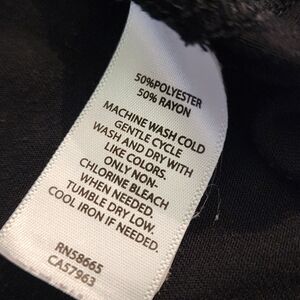 50%POLYESTER
50% RAYON
MACHINE WASH COLD
GENTLE CYCLE
WASH AND DRY WITH
LIKE COLORS.
ONLY NON-
CHLORINE BLEACH
WHEN NEEDED.
TUMBLE DRY LOW.
COOL IRON IF NEEDED.
RN58665
CA57963